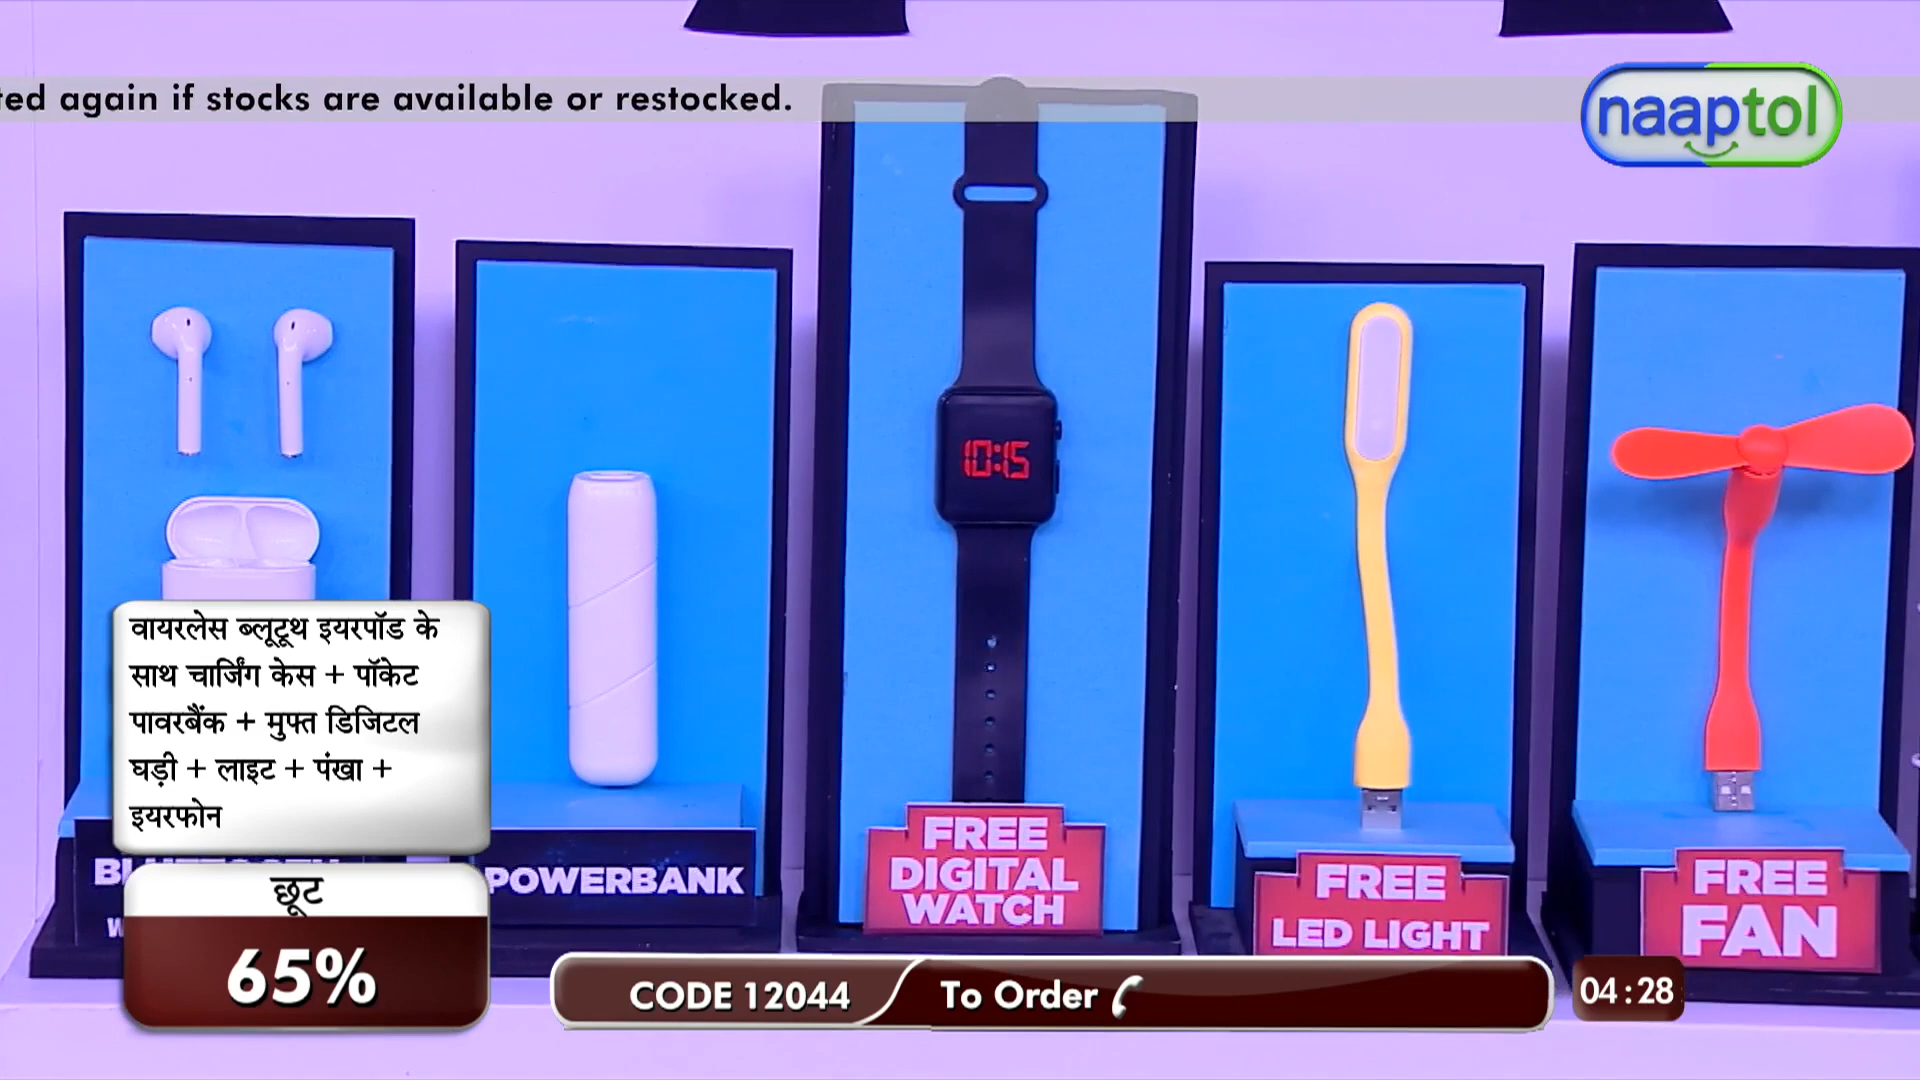 ted again if stocks are available or restocked.
naaptol
10:15
वायरलेस ब्लूटूथ इयरपॉड के
साथ चार्जिंग केस + पॉकेट
पावरबैंक + मुफ्त डिजिटल
घड़ी + लाइट + पंखा +
इयरफोन
POWERBANK
FREE
DIGITAL
WATCH
FREE
LED LIGHT
FREE
FAN
छूट
65%
CODE 12044
To Order
04:28